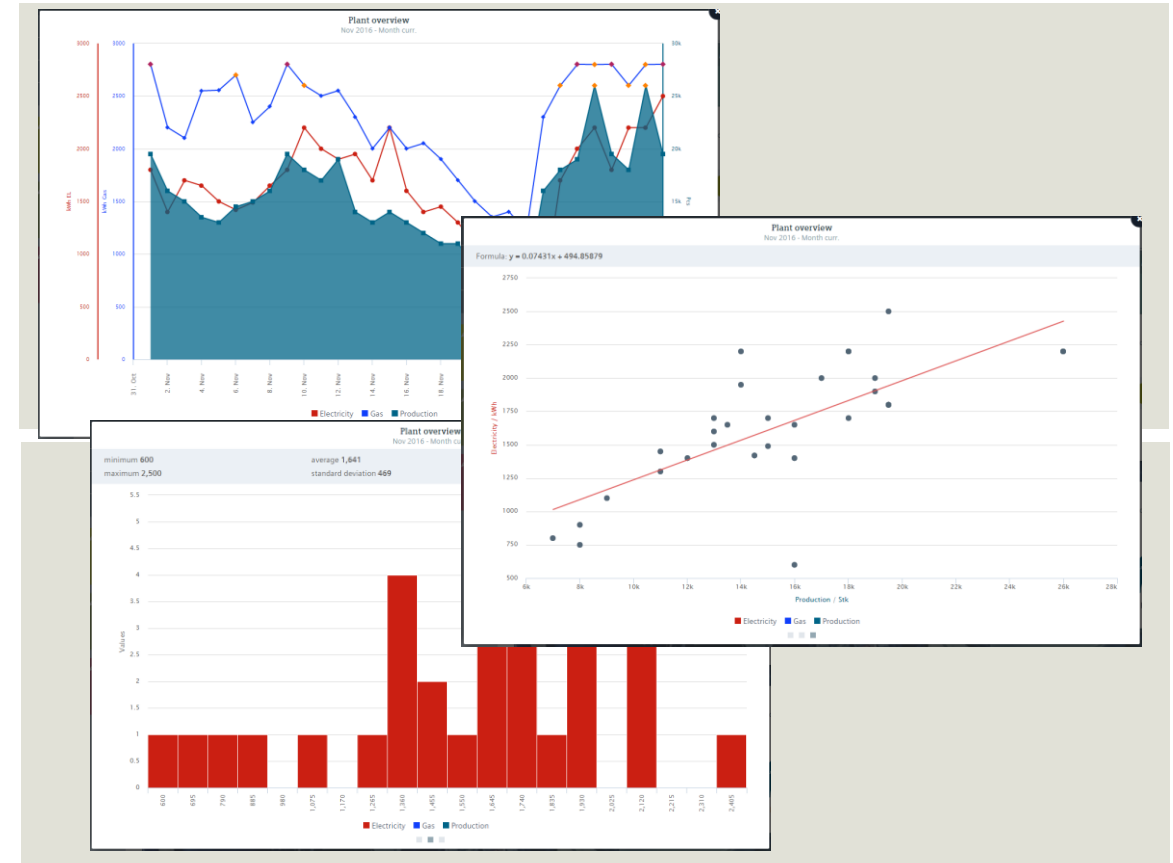 Plant overview
Nov 2016 - Month curr.
3000 3000 30k
2500 2500 25k
2000 2000 20k
kWh El. 1500 kWh Gas 1500 15k Pcs
1000 1000
500 500
0 0
31. Oct 2. Nov 4. Nov 6. Nov 8. Nov 10. Nov 12. Nov 14. Nov 16. Nov 18. Nov
Electricity Gas Production
Plant overview
Nov 2016 - Month curr.
Formula: y = 0.07431x + 494.85879
2750
2500
2250
2000
1750
1500
1250
1000
750
500
Electricity / kWh
6k 8k 10k 12k 14k 16k 18k 20k 22k 24k 26k 28k
Production / Stk
Electricity Gas Production
Plant overview
Nov 2016 - Month cu
minimum 600 average 1,641
maximum 2,500 standard deviation 469
5.5
5
4.5
4
3.5
3
2.5
2
1.5
1
0.5
0
Values
600 695 790 885 980 1,075 1,170 1,265 1,360 1,455 1,550 1,645 1,740 1,835 1,930 2,025 2,120 2,215 2,310 2,405
Electricity Gas Production